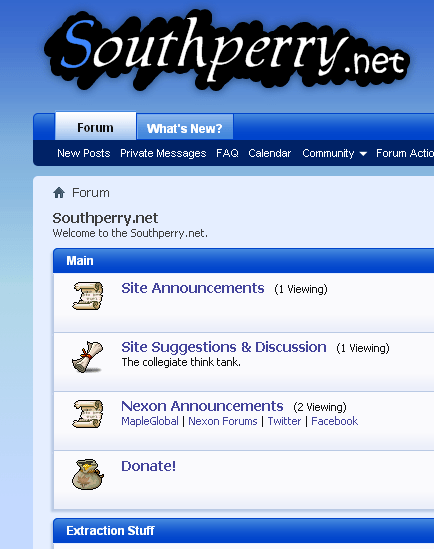 Southperry.net
Forum What's New?
New Posts Private Messages FAQ Calendar Community Forum Actio
Forum
Southperry.net
Welcome to the Southperry.net.
Main
Site Announcements (1 Viewing)
Site Suggestions & Discussion (1 Viewing)
The collegiate think tank.
Nexon Announcements (2 Viewing)
MapleGlobal | Nexon Forums | Twitter | Facebook
Donate!
Extraction Stuff